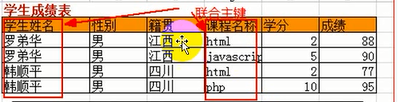 学生成绩表 联合主键
学生姓名 性别 籍贯 课程名称 学分 成绩
罗弟华 男 江西 html 2 88
罗弟华 男 江西 javascrip 5 90
韩顺平 男 四川 html 2 77
韩顺平 男 四川 php 10 95